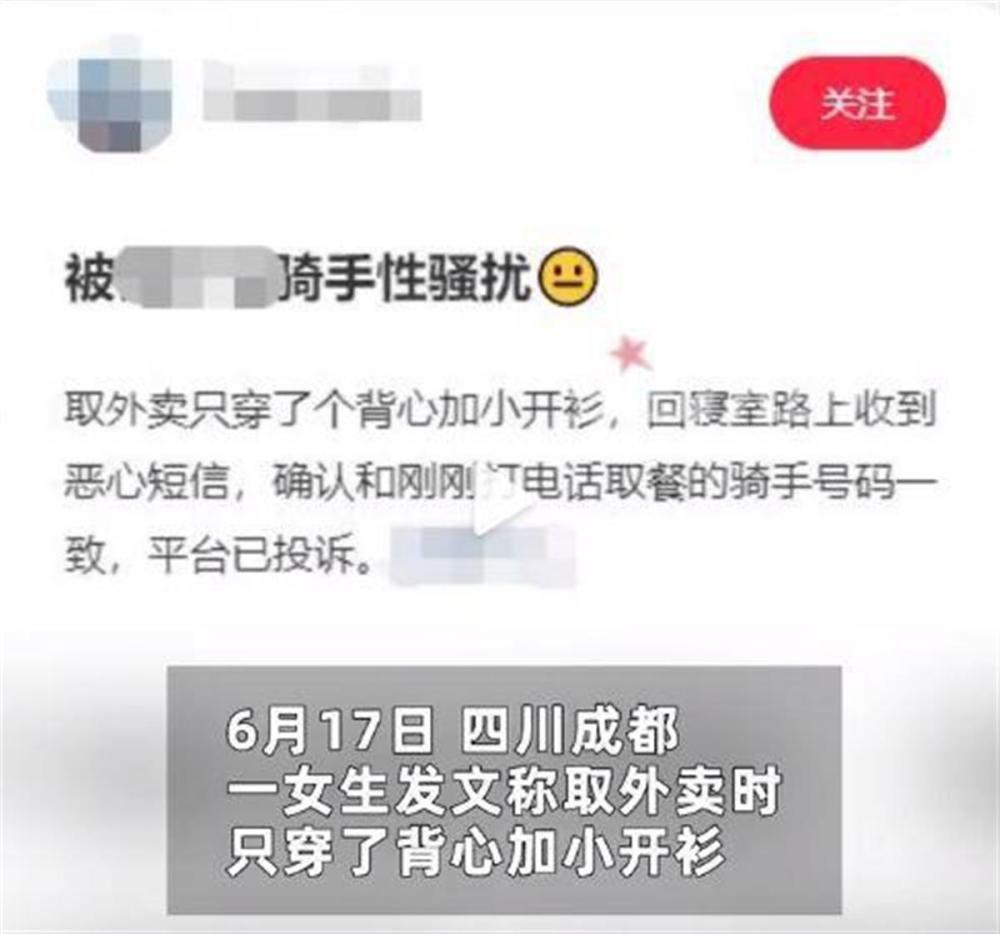 关注
被骑手性骚扰
取外卖只穿了个背心加小开衫，回寝室路上收到
恶心短信，确认和刚刚打电话取餐的骑手号码一
致，平台已投诉。
6月17日 四川成都
一女生发文称取外卖时
只穿了背心加小开衫